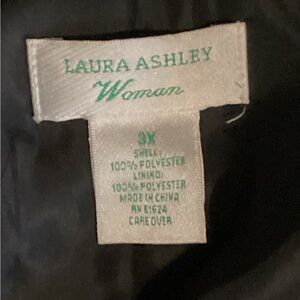 LAURA ASHLEY
Woman
3X
SHELL:
100% POLYESTER
LINING:
100% POLYESTER
MADE IN CHINA
RN 61624
CARE OVER